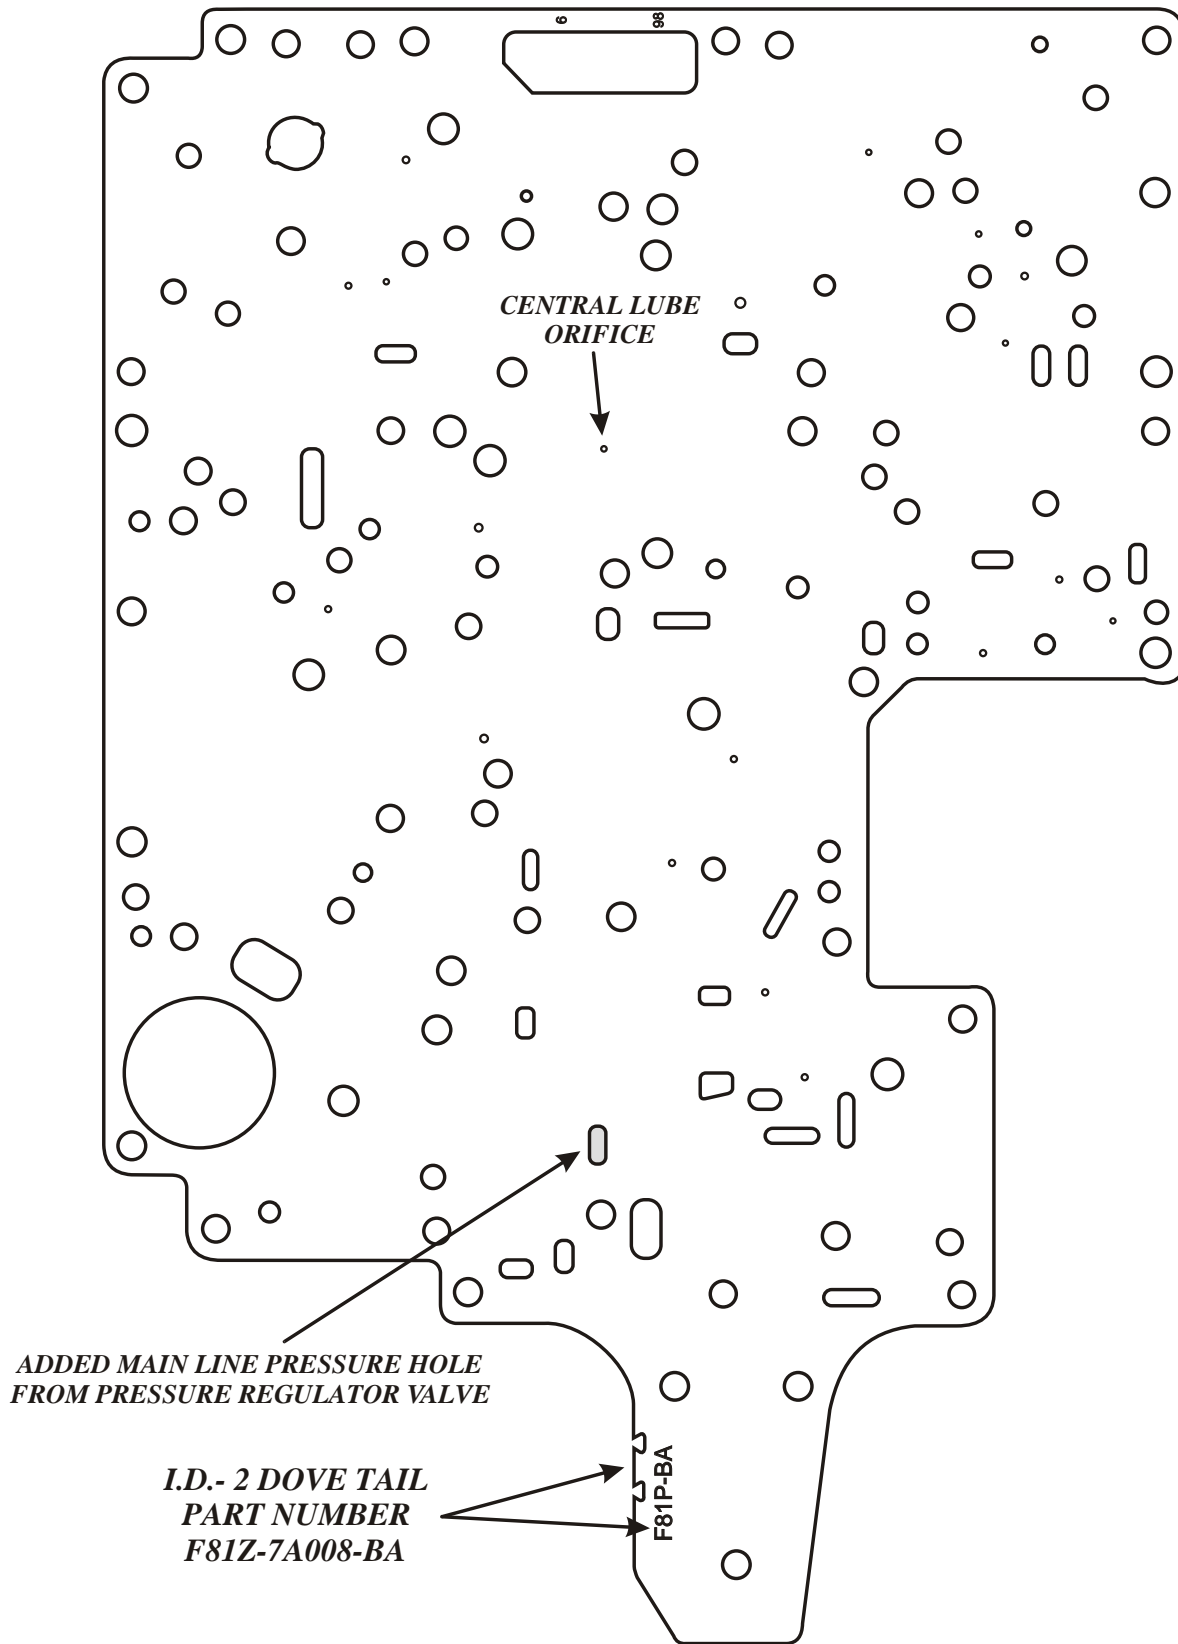 6
98
CENTRAL LUBE
ORIFICE
ADDED MAIN LINE PRESSURE HOLE
FROM PRESSURE REGULATOR VALVE
I.D.- 2 DOVE TAIL
PART NUMBER
F81Z-7A008-BA
F81P-BA